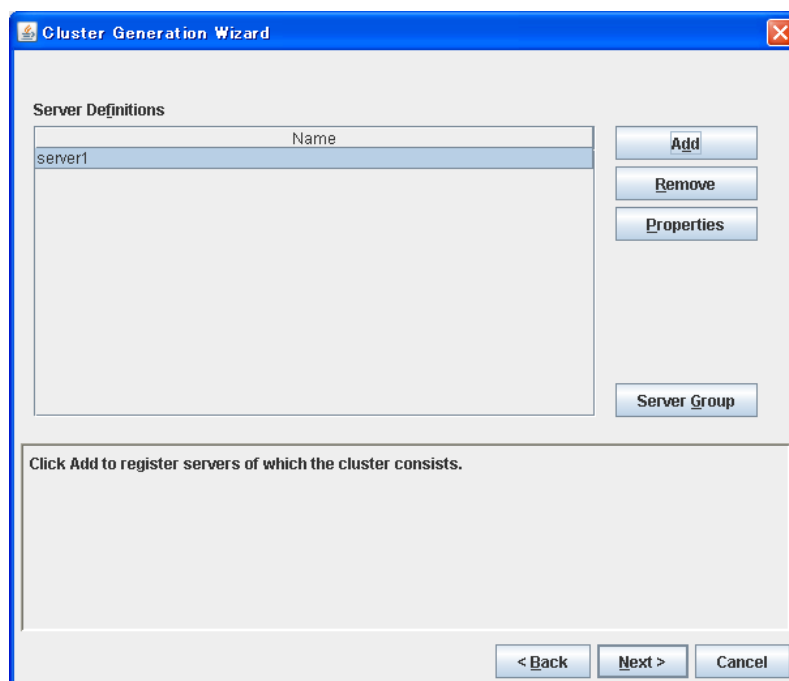 Cluster Generation Wizard
Server Definitions
Name
server1
Add
Remove
Properties
Server Group
Click Add to register servers of which the cluster consists.
< Back
Next >
Cancel